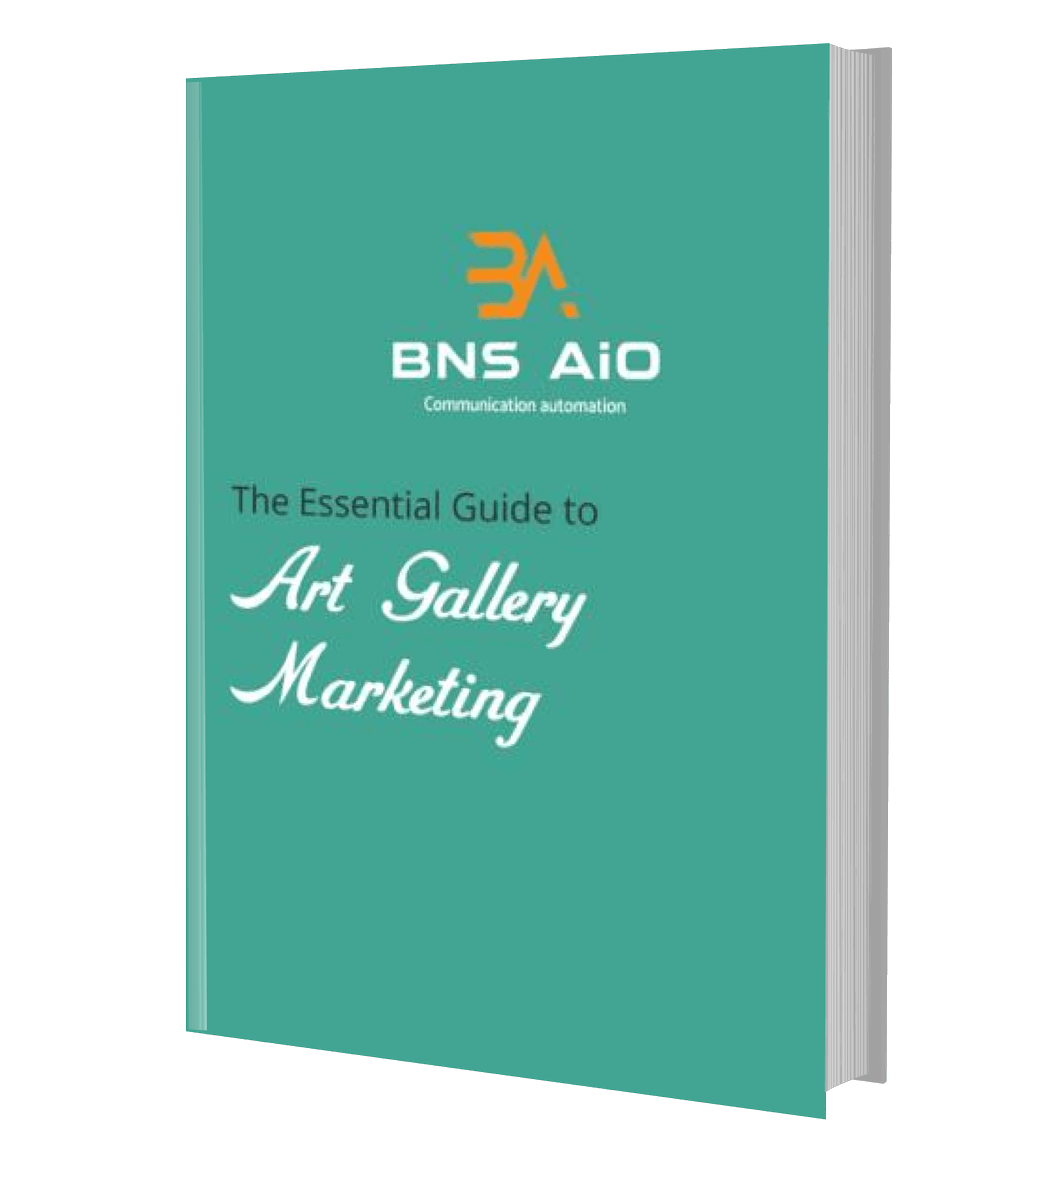 BNS AiO
Communication automation
The Essential Guide to
Art Gallery
Marketing